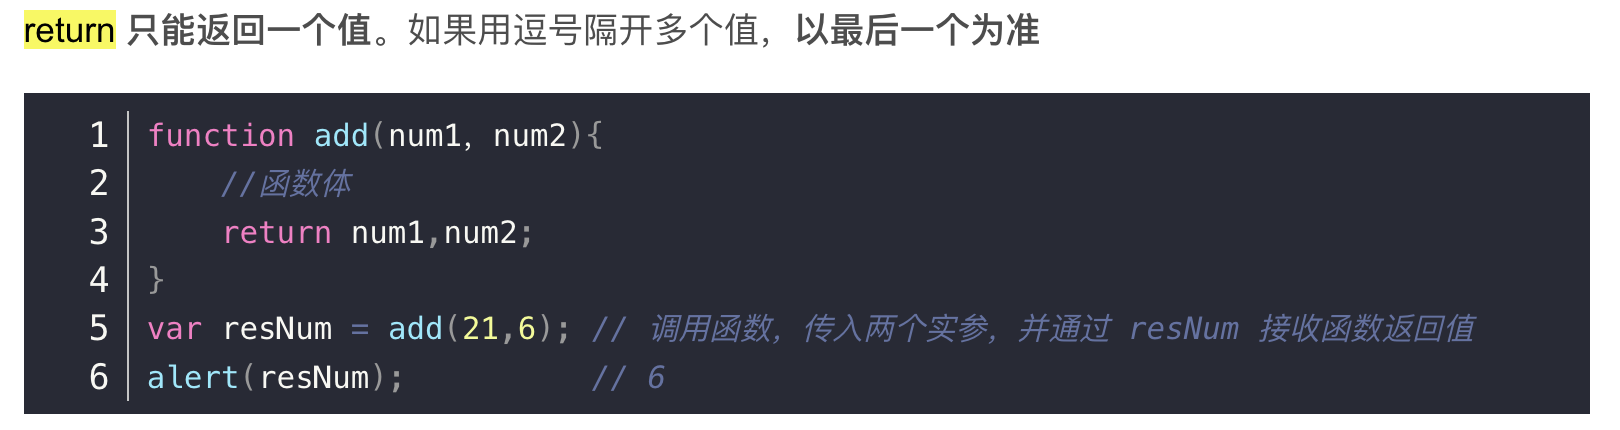 return 只能返回一个值。如果用逗号隔开多个值，以最后一个为准
1 function add(num1, num2){
2     //函数体
3     return num1,num2;
4 }
5 var resNum = add(21,6); // 调用函数，传入两个实参，并通过 resNum 接收函数返回值
6 alert(resNum);          // 6